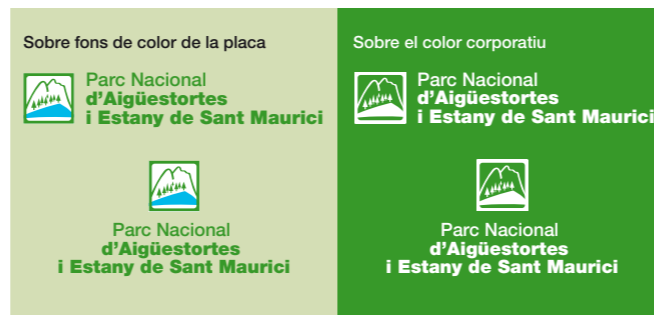 Sobre fons de color de la placa
Parc Nacional
d'Aigüestortes
i Estany de Sant Maurici
Parc Nacional
d'Aigüestortes
i Estany de Sant Maurici
Sobre el color corporatiu
Parc Nacional
d'Aigüestortes
i Estany de Sant Maurici
Parc Nacional
d'Aigüestortes
i Estany de Sant Maurici